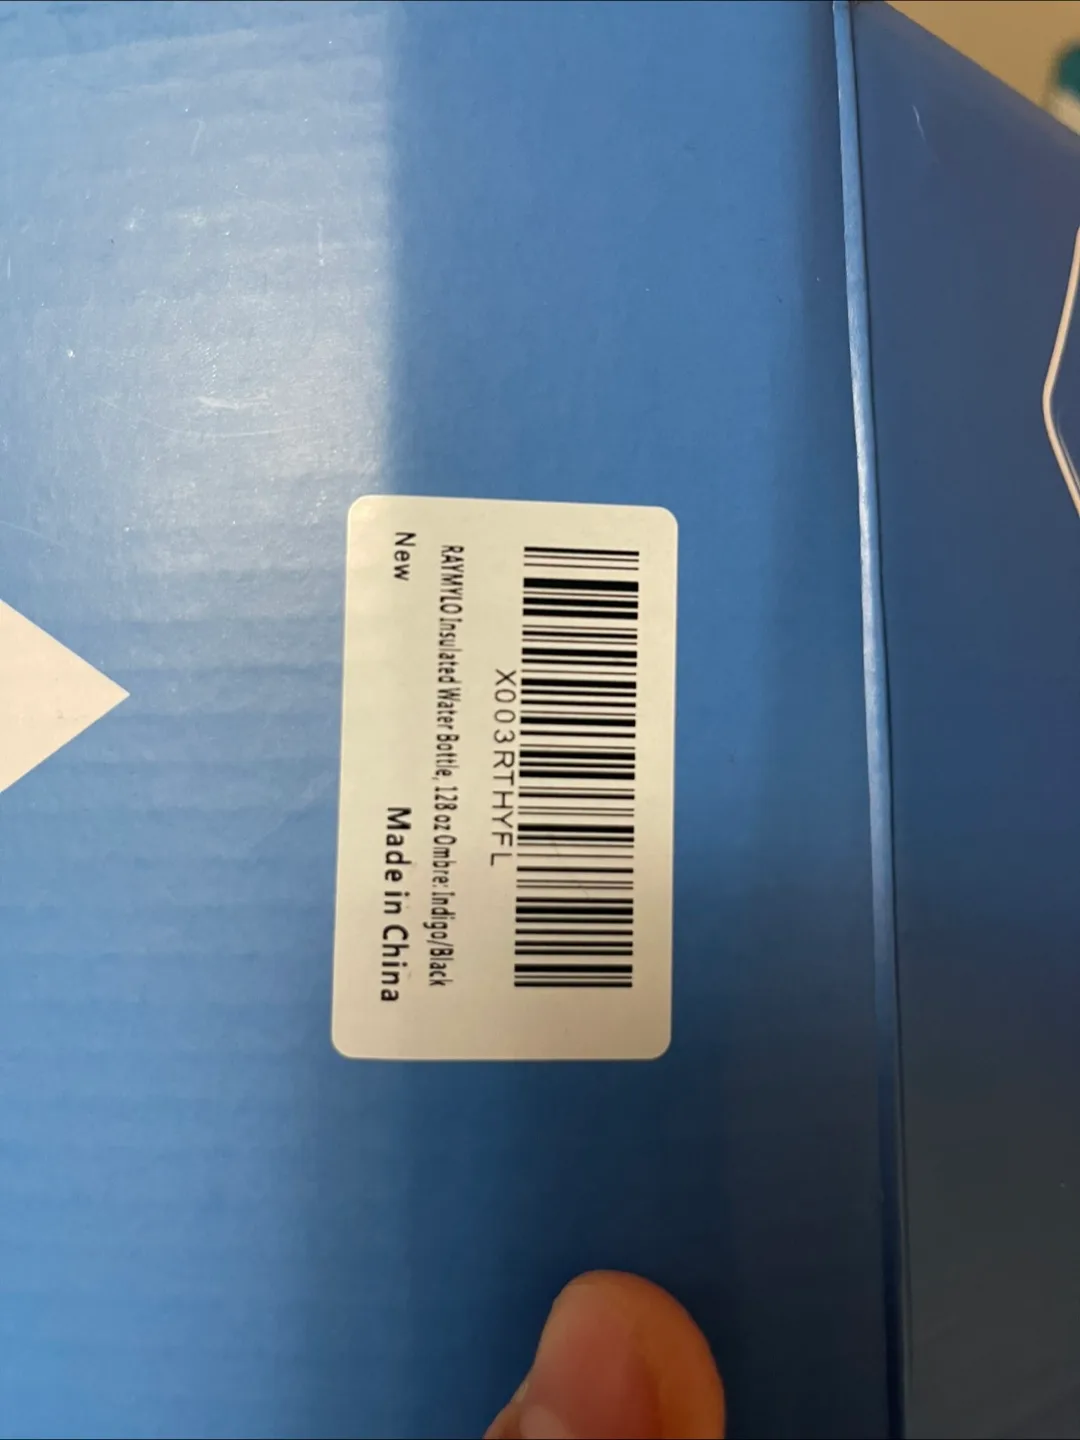 X003RTHYFL
RAYMYLO Insulated Water Bottle, 128 oz Ombre: Indigo/Black
New
Made in China